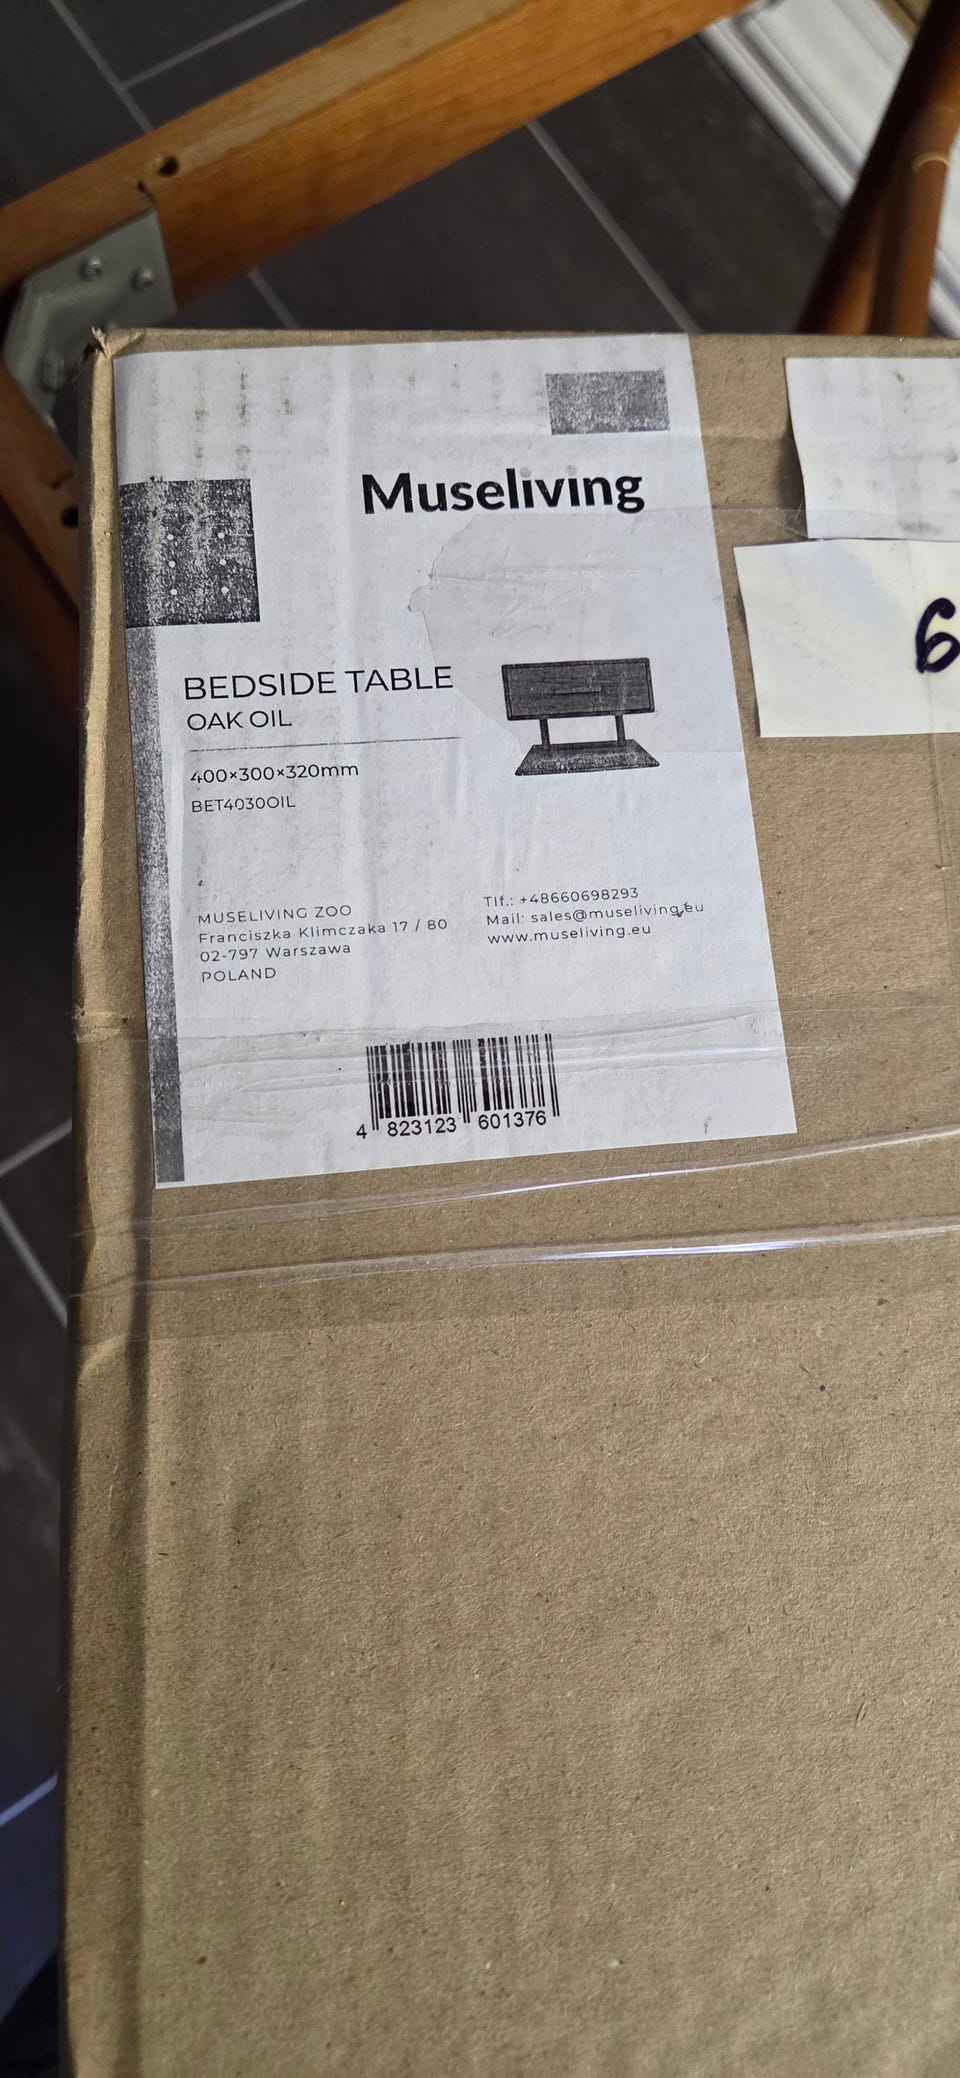 Museliving
BEDSIDE TABLE
OAK OIL
400×300×320mm
BET4030OIL
MUSELIVING ZOO
Franciszka Klimczaka 17 / 80
02-797 Warszawa
POLAND
Tlf.: +48660698293
Mail: sales@museliving.eu
www.museliving.eu
4 823123 601376
6